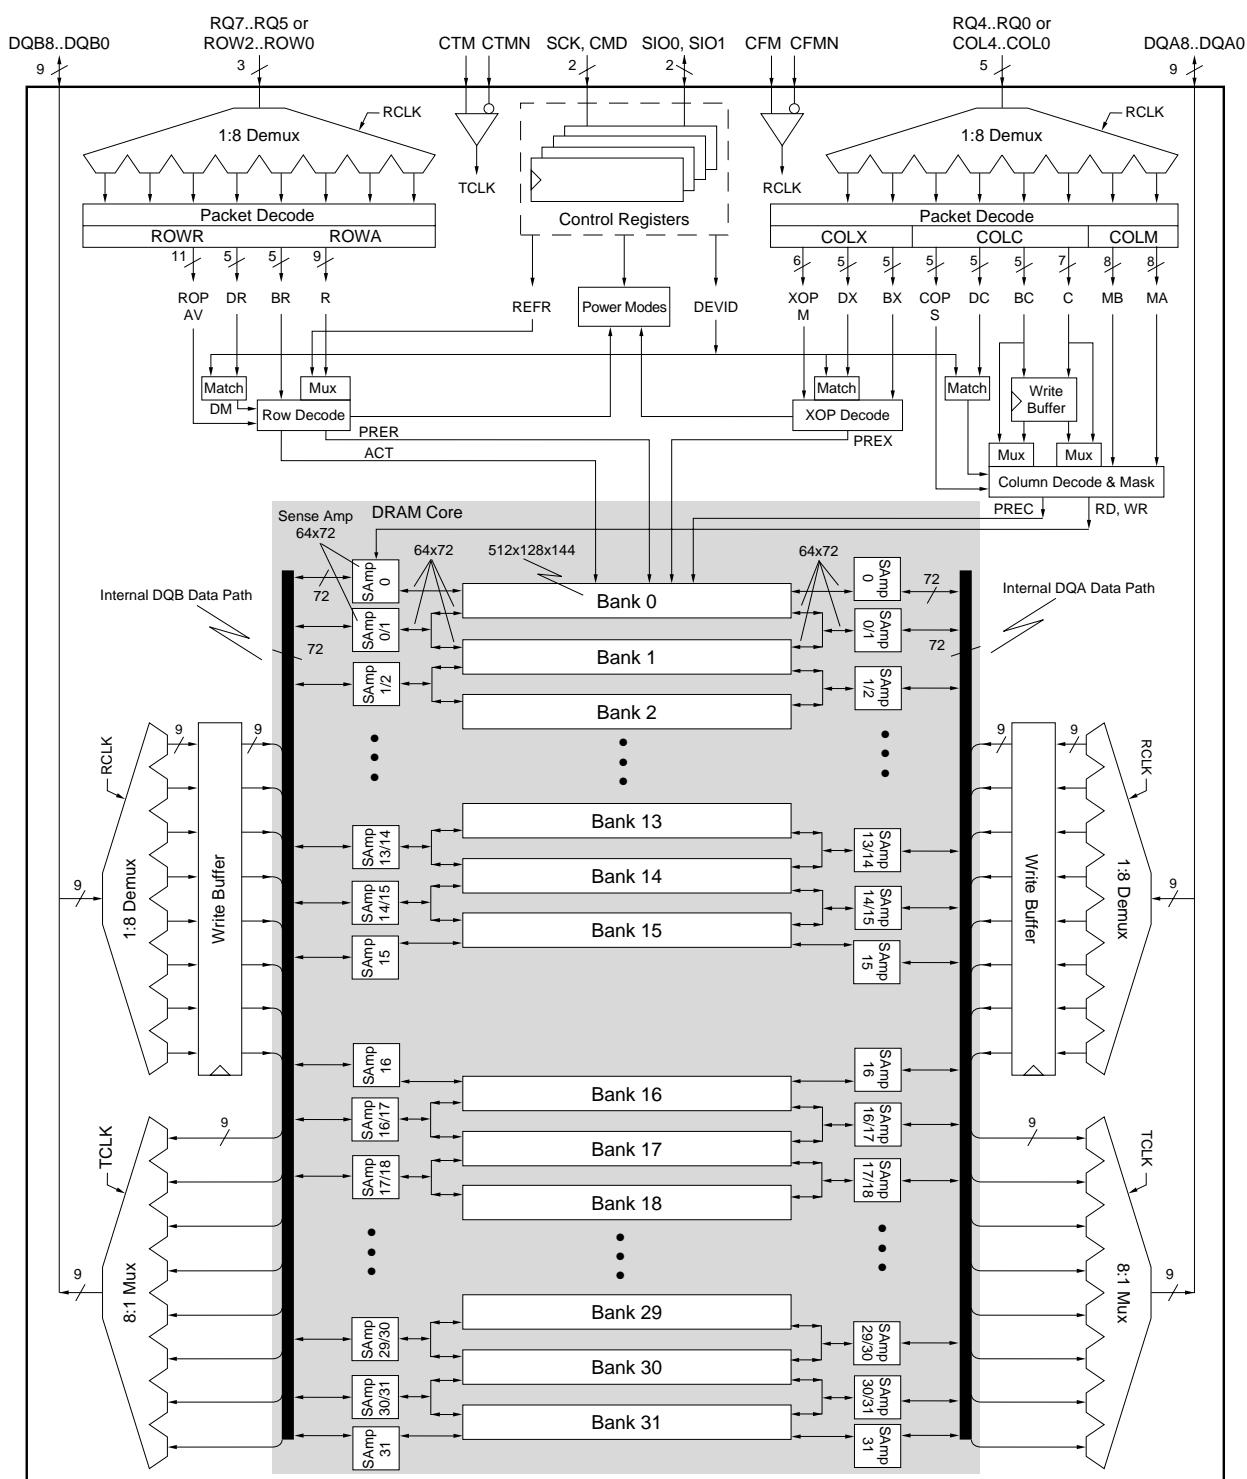 RQ7..RQ5 or
RQ4..RQ0 or
DQB8..DQB0
ROW2..ROW0
CTM
CTMN
SCK, CMD
SIO0, SIO1
CFM
CFMN
COL4..COL0
DQA8..DQA0
9
3
2
2
5
9
RCLK
1:8 Demux
RCLK
1:8 Demux
TCLK
RCLK
Control Registers
Packet Decode
ROWR
ROWA
Packet Decode
COLX
COLC
COLM
11
5
5
9
6
5
5
5
5
5
7
8
8
ROP
AV
DR
BR
R
REFR
Power Modes
DEVID
XOP
M
DX
BX
COP
S
DC
BC
C
MB
MA
Match
Mux
Match
Match
Write
Buffer
DM
Row Decode
XOP Decode
PRER
ACT
PREX
Mux
Mux
Column Decode & Mask
PREC
RD, WR
Sense Amp
64x72
DRAM Core
64x72
512x128x144
64x72
SAmp
0
72
Bank 0
SAmp
0
72
Internal DQB Data Path
Internal DQA Data Path
SAmp
0/1
SAmp
0/1
72
Bank 1
72
SAmp
1/2
Bank 2
SAmp
1/2
9
9
9
9
RCLK
1:8 Demux
Write Buffer
Write Buffer
1:8 Demux
RCLK
Bank 13
SAmp
13/14
SAmp
13/14
Bank 14
9
9
SAmp
14/15
SAmp
14/15
Bank 15
SAmp
15
SAmp
15
SAmp
16
SAmp
16
Bank 16
SAmp
16/17
SAmp
16/17
9
9
Bank 17
TCLK
TCLK
SAmp
17/18
SAmp
17/18
Bank 18
9
8:1 Mux
8:1 Mux
9
Bank 29
SAmp
29/30
SAmp
29/30
Bank 30
SAmp
30/31
SAmp
30/31
Bank 31
SAmp
31
SAmp
31